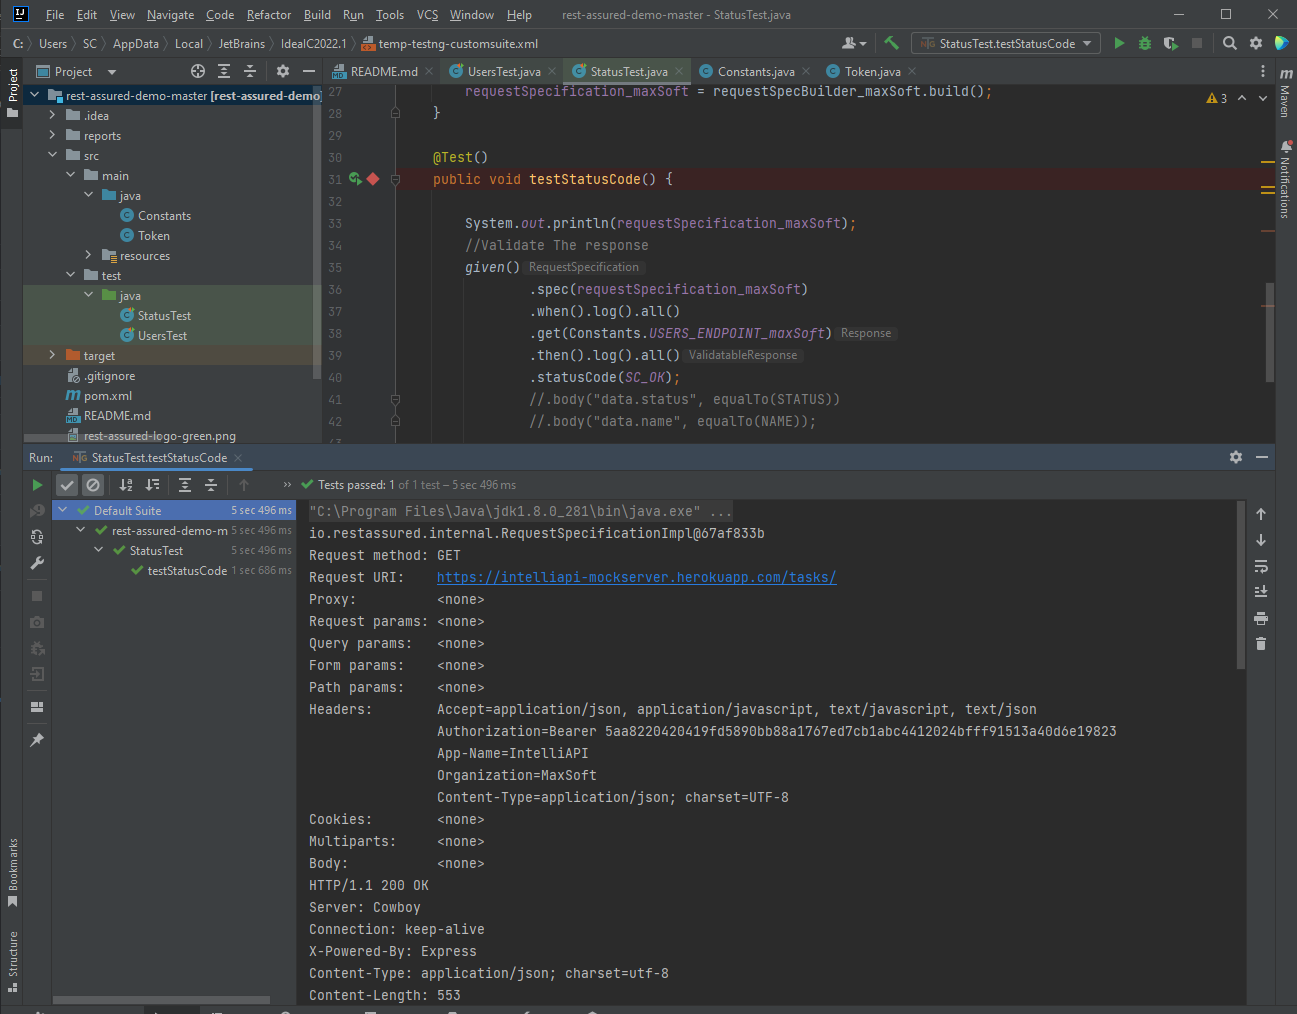 File Edit View Navigate Code Refactor Build Run Tools VCS Window Help rest-assured-demo-master - StatusTest.java
C: Users SC AppData Local JetBrains IdeaIC2022.1 temp-testng-customsuite.xml StatusTest.testStatusCode
Project README.md UsersTest.java StatusTest.java Constants.java Token.java
Project
Maven
Notifications
rest-assured-demo-master [rest-assured-demo
.idea
reports
src
main
java
Constants
Token
resources
test
java
StatusTest
UsersTest
target
.gitignore
pom.xml
README.md
rest-assured-logo-green.png
3
27 requestSpecification_maxSoft = requestSpecBuilder_maxSoft.build();
28 }
29
30 @Test()
31 public void testStatusCode() {
32
33 System.out.println(requestSpecification_maxSoft);
34 //Validate The response
35 given() RequestSpecification
36 .spec(requestSpecification_maxSoft)
37 .when().log().all()
38 .get(Constants.USERS_ENDPOINT_maxSoft) Response
39 .then().log().all() ValidatableResponse
40 .statusCode(SC_OK);
41 //.body("data.status", equalTo(STATUS))
42 //.body("data.name", equalTo(NAME));
Run: StatusTest.testStatusCode
Tests passed: 1 of 1 test – 5 sec 496 ms
Default Suite 5 sec 496 ms
rest-assured-demo-m 5 sec 496 ms
StatusTest 5 sec 496 ms
testStatusCode 1 sec 686 ms
"C:\Program Files\Java\jdk1.8.0_281\bin\java.exe" ...
io.restassured.internal.RequestSpecificationImpl@67af833b
Request method: GET
Request URI: https://intelliapi-mockserver.herokuapp.com/tasks/
Proxy: <none>
Request params: <none>
Query params: <none>
Form params: <none>
Path params: <none>
Headers: Accept=application/json, application/javascript, text/javascript, text/json
Authorization=Bearer 5aa8220420419fd5890bb88a1767ed7cb1abc4412024bfff91513a40d6e19823
App-Name=IntelliAPI
Organization=MaxSoft
Content-Type=application/json; charset=UTF-8
Cookies: <none>
Multiparts: <none>
Body: <none>
HTTP/1.1 200 OK
Server: Cowboy
Connection: keep-alive
X-Powered-By: Express
Content-Type: application/json; charset=utf-8
Content-Length: 553
Bookmarks
Structure